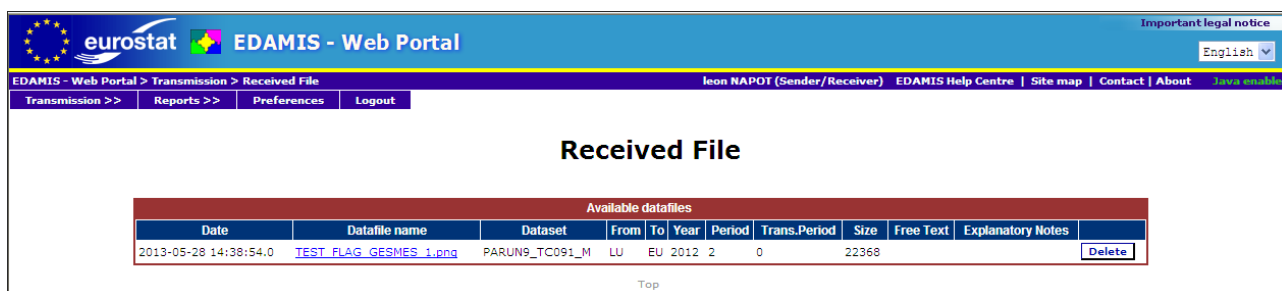 Important legal notice
eurostat EDAMIS - Web Portal
English
EDAMIS - Web Portal > Transmission > Received File leon NAPOT (Sender/Receiver) EDAMIS Help Centre | Site map | Contact | About Java enable
Transmission >> Reports >> Preferences Logout
Received File
Available datafiles
Date Datafile name Dataset From To Year Period Trans.Period Size Free Text Explanatory Notes
2013-05-28 14:38:54.0 TEST_FLAG_GESMES_1.png PARUN9_TC091_M LU EU 2012 2 0 22368 Delete
Top